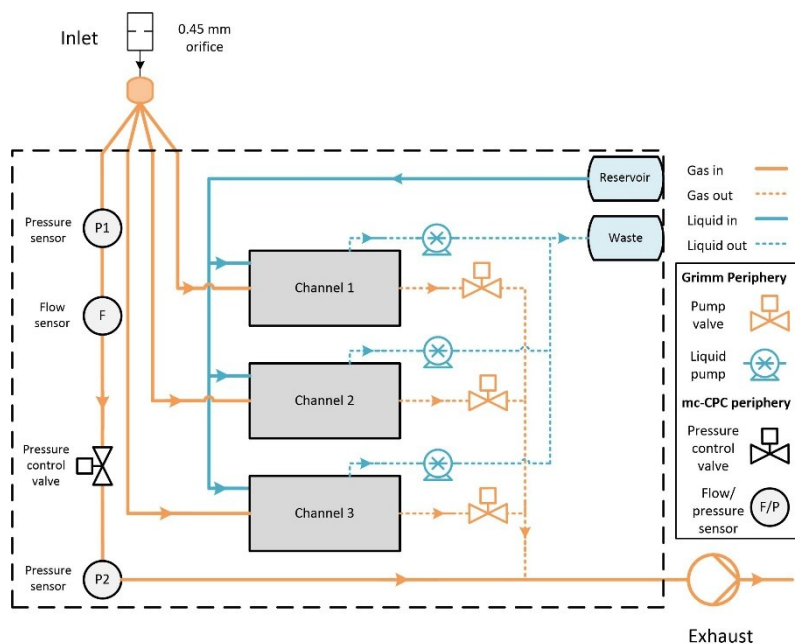 Inlet
0.45 mm
orifice
Pressure
sensor
P1
Flow
sensor
F
Pressure
control
valve
Pressure
sensor
P2
Channel 1
Channel 2
Channel 3
Reservoir
Waste
Gas in
Gas out
Liquid in
Liquid out
Grimm Periphery
Pump
valve
Liquid
pump
mc-CPC periphery
Pressure
control
valve
Flow/
pressure
sensor
F/P
Exhaust